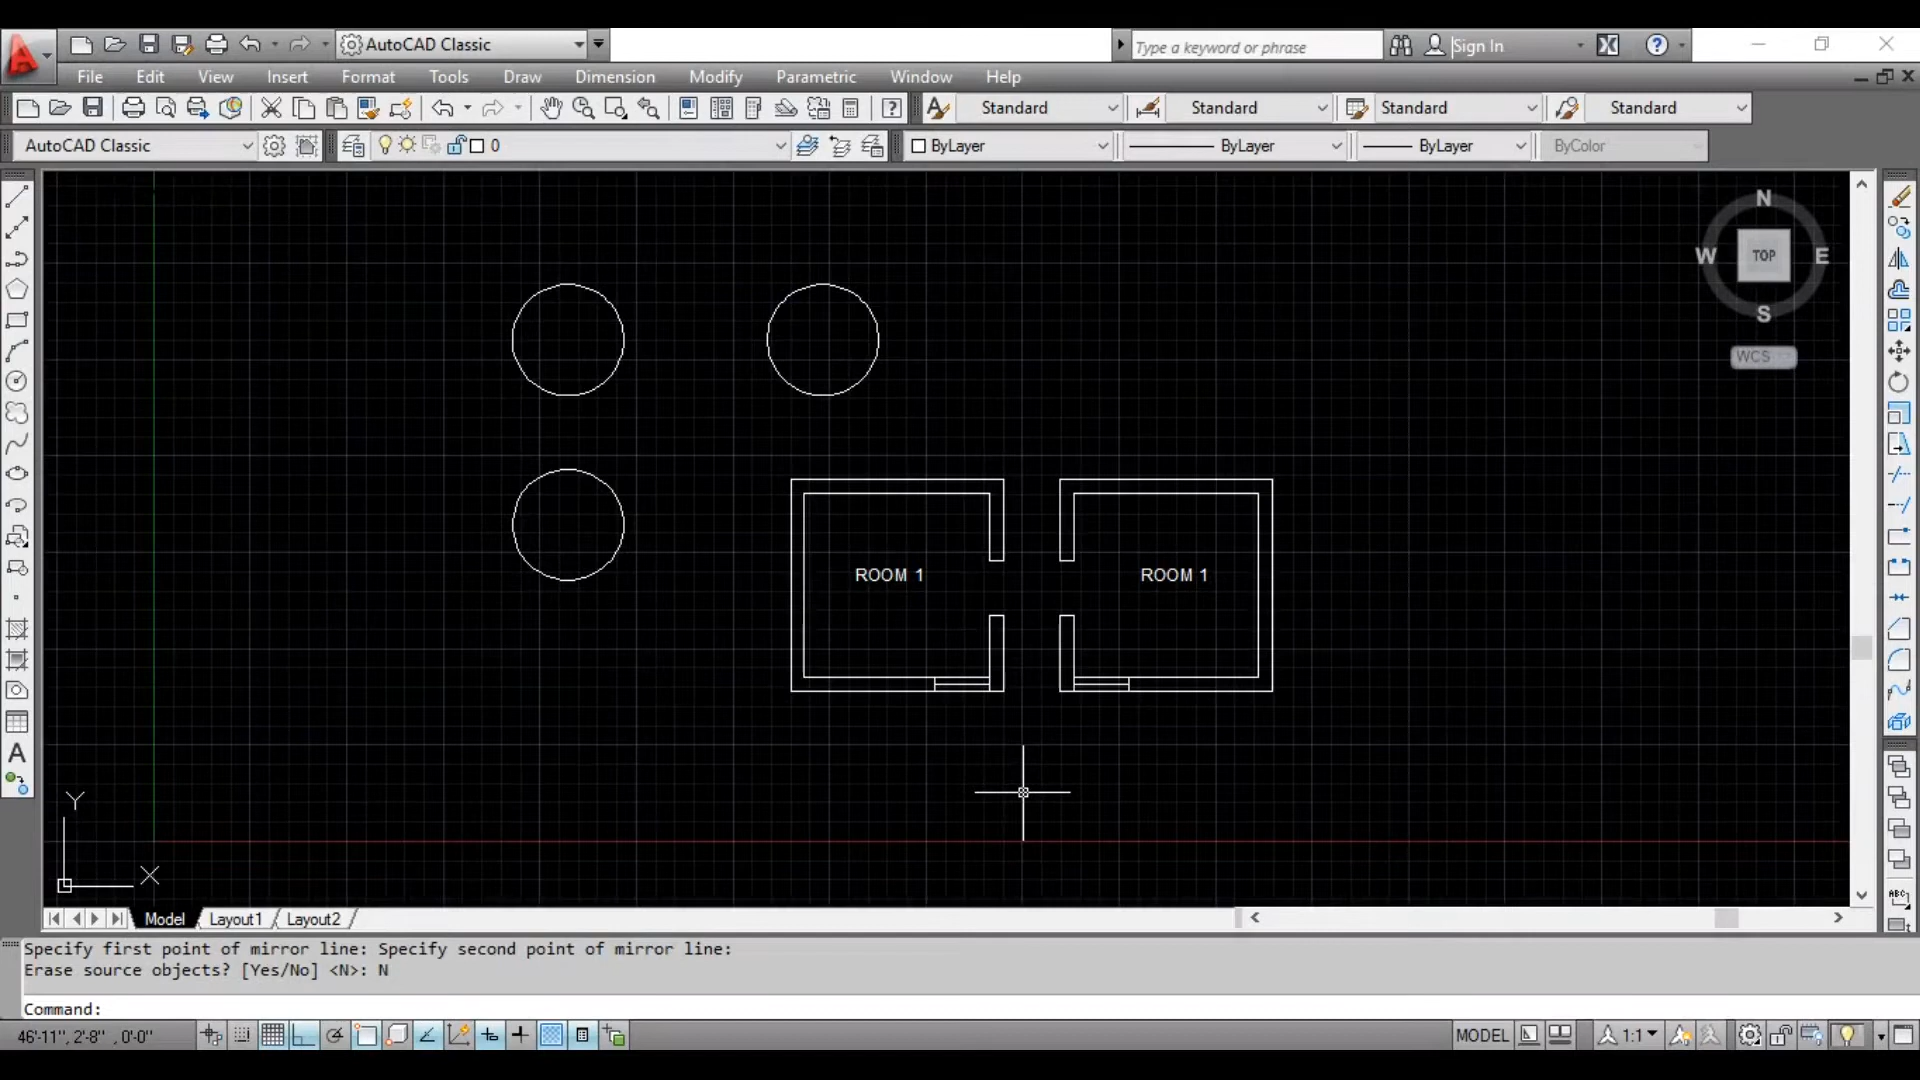 AutoCAD Classic
Type a keyword or phrase
Sign In
File Edit View Insert Format Tools Draw Dimension Modify Parametric Window Help
Standard Standard Standard Standard
AutoCAD Classic 0 ByLayer ByLayer ByLayer ByColor
N
W TOP E
S
WCS
ROOM 1 ROOM 1
A
Y
X
ABC
Model Layout1 Layout2
Specify first point of mirror line: Specify second point of mirror line:
Erase source objects? [Yes/No] <N>: N
Command:
46'-11", 2'-8" , 0'-0" MODEL 1:1